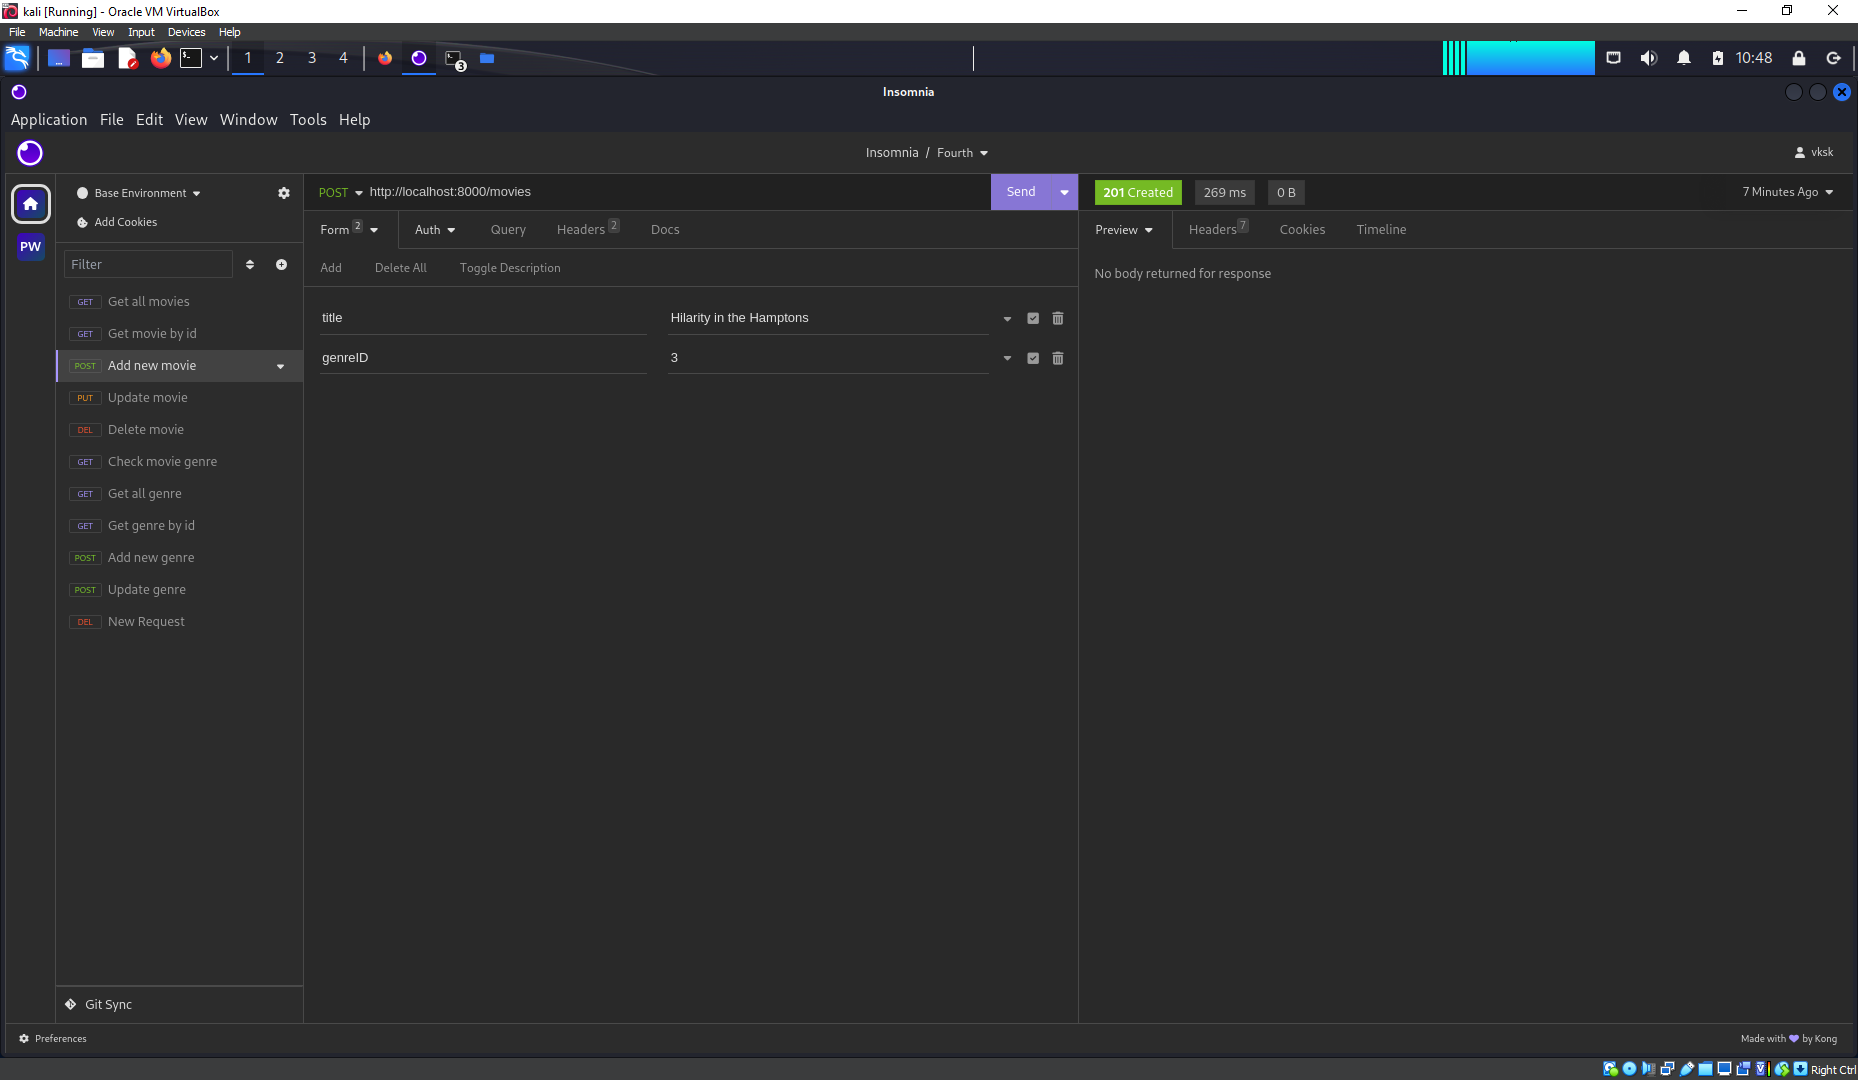 kali [Running] - Oracle VM VirtualBox
File Machine View Input Devices Help
1 2 3 4 3 10:48
Insomnia
Application File Edit View Window Tools Help
Insomnia / Fourth vksk
PW
Base Environment
Add Cookies
Filter
GET Get all movies
GET Get movie by id
POST Add new movie
PUT Update movie
DEL Delete movie
GET Check movie genre
GET Get all genre
GET Get genre by id
POST Add new genre
POST Update genre
DEL New Request
Git Sync
POST http://localhost:8000/movies Send
Form 2 Auth Query Headers 2 Docs
Add Delete All Toggle Description
title Hilarity in the Hamptons
genreID 3
201 Created 269 ms 0 B 7 Minutes Ago
Preview Headers 7 Cookies Timeline
No body returned for response
Preferences Made with by Kong
Right Ctrl